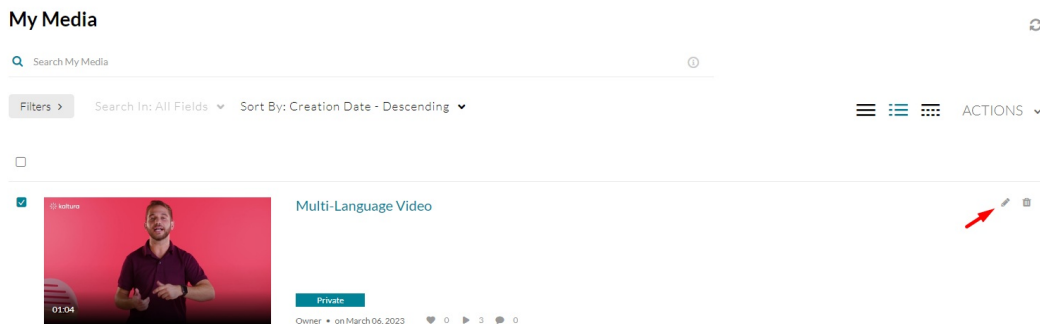 My Media
Search My Media
Filters >
Search In: All Fields
Sort By: Creation Date - Descending
ACTIONS
kaltura
01:04
Multi-Language Video
Private
Owner • on March 06, 2023 0 3 0